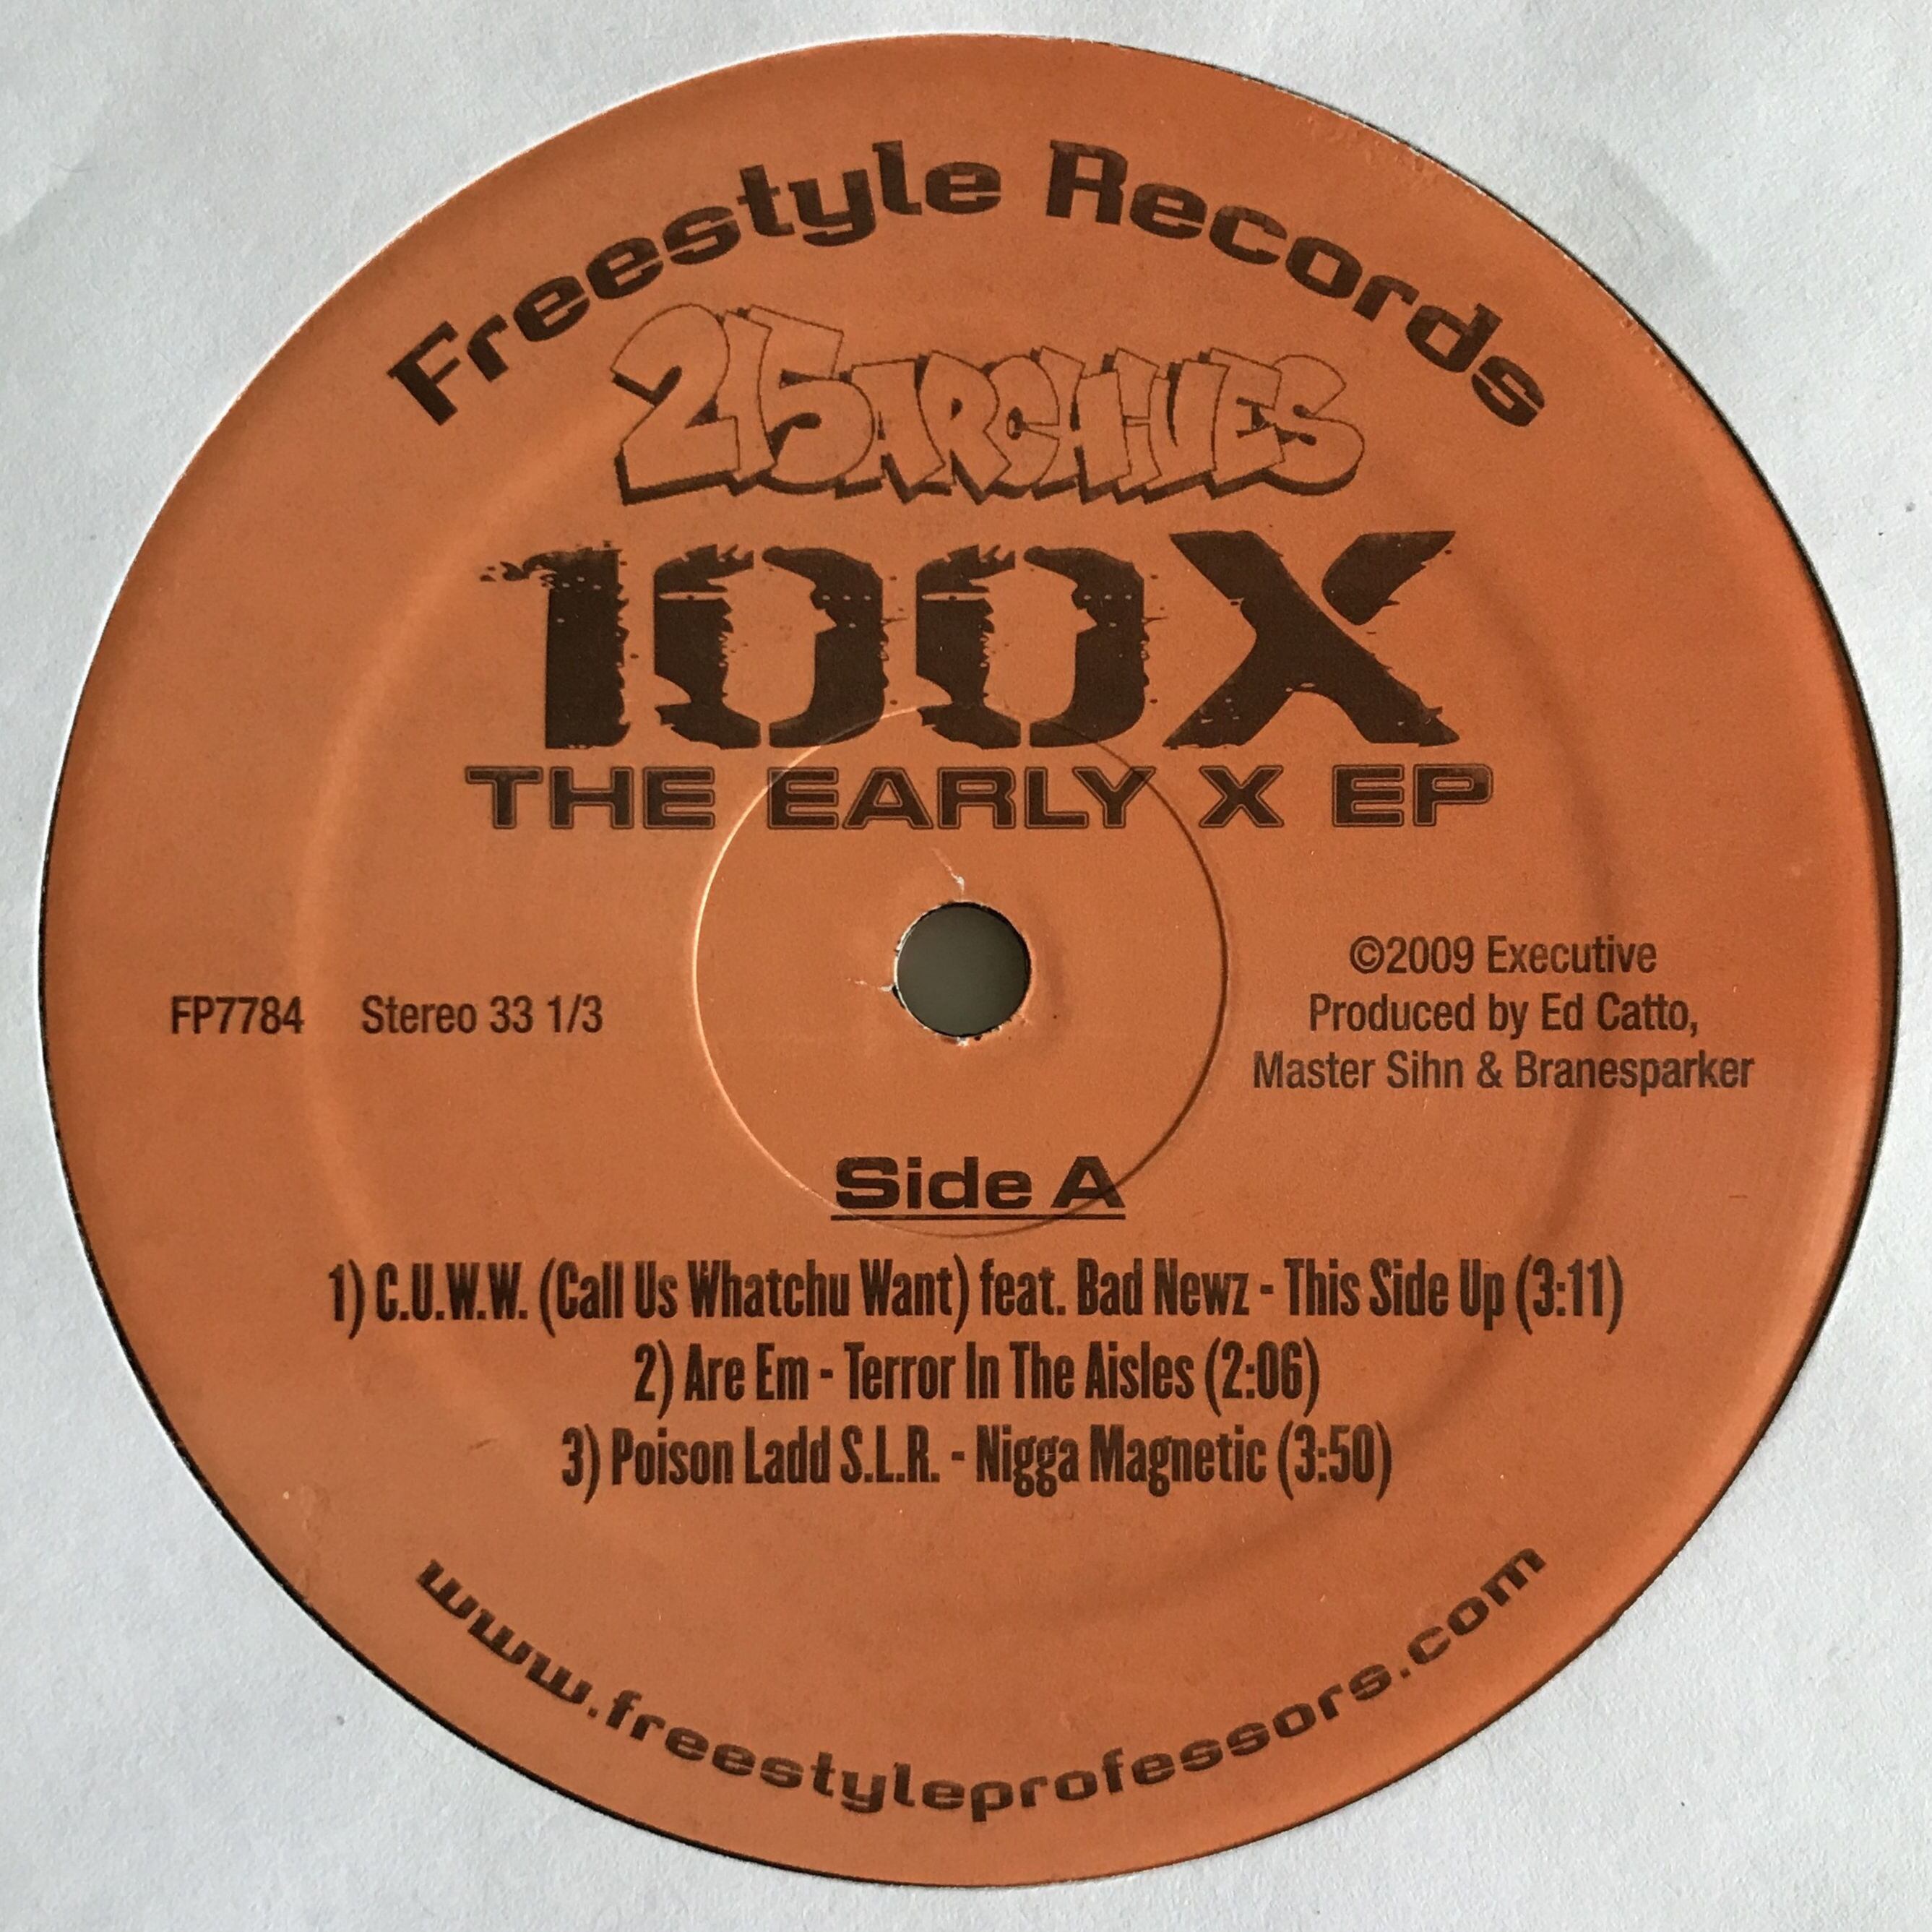 Freestyle Records
215 ARCHIVES
100X
THE EARLY X EP
FP7784 Stereo 33 1/3
©2009 Executive
Produced by Ed Catto,
Master Sihn & Branesparker
Side A
1) C.U.W.W. (Call Us Whatchu Want) feat. Bad Newz - This Side Up (3:11)
2) Are Em - Terror In The Aisles (2:06)
3) Poison Ladd S.L.R. - Nigga Magnetic (3:50)
www.freestyleprofessors.com